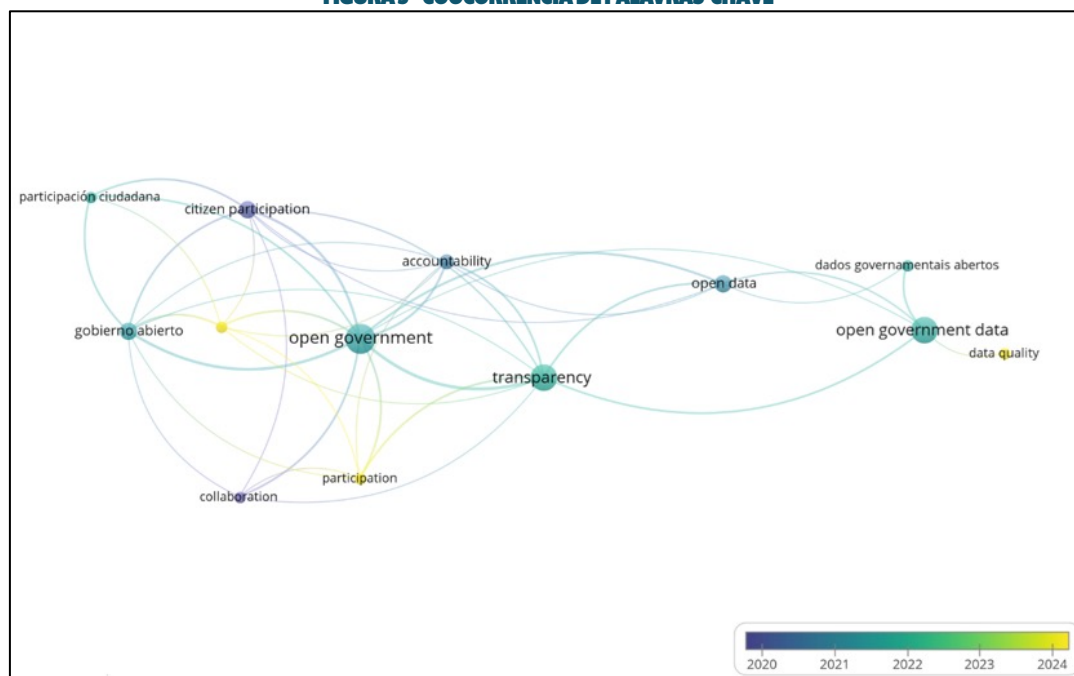 participación ciudadana
citizen participation
accountability
dados governamentais abertos
open data
gobierno abierto
open government
open government data
data quality
transparency
participation
collaboration
2020 2021 2022 2023 2024